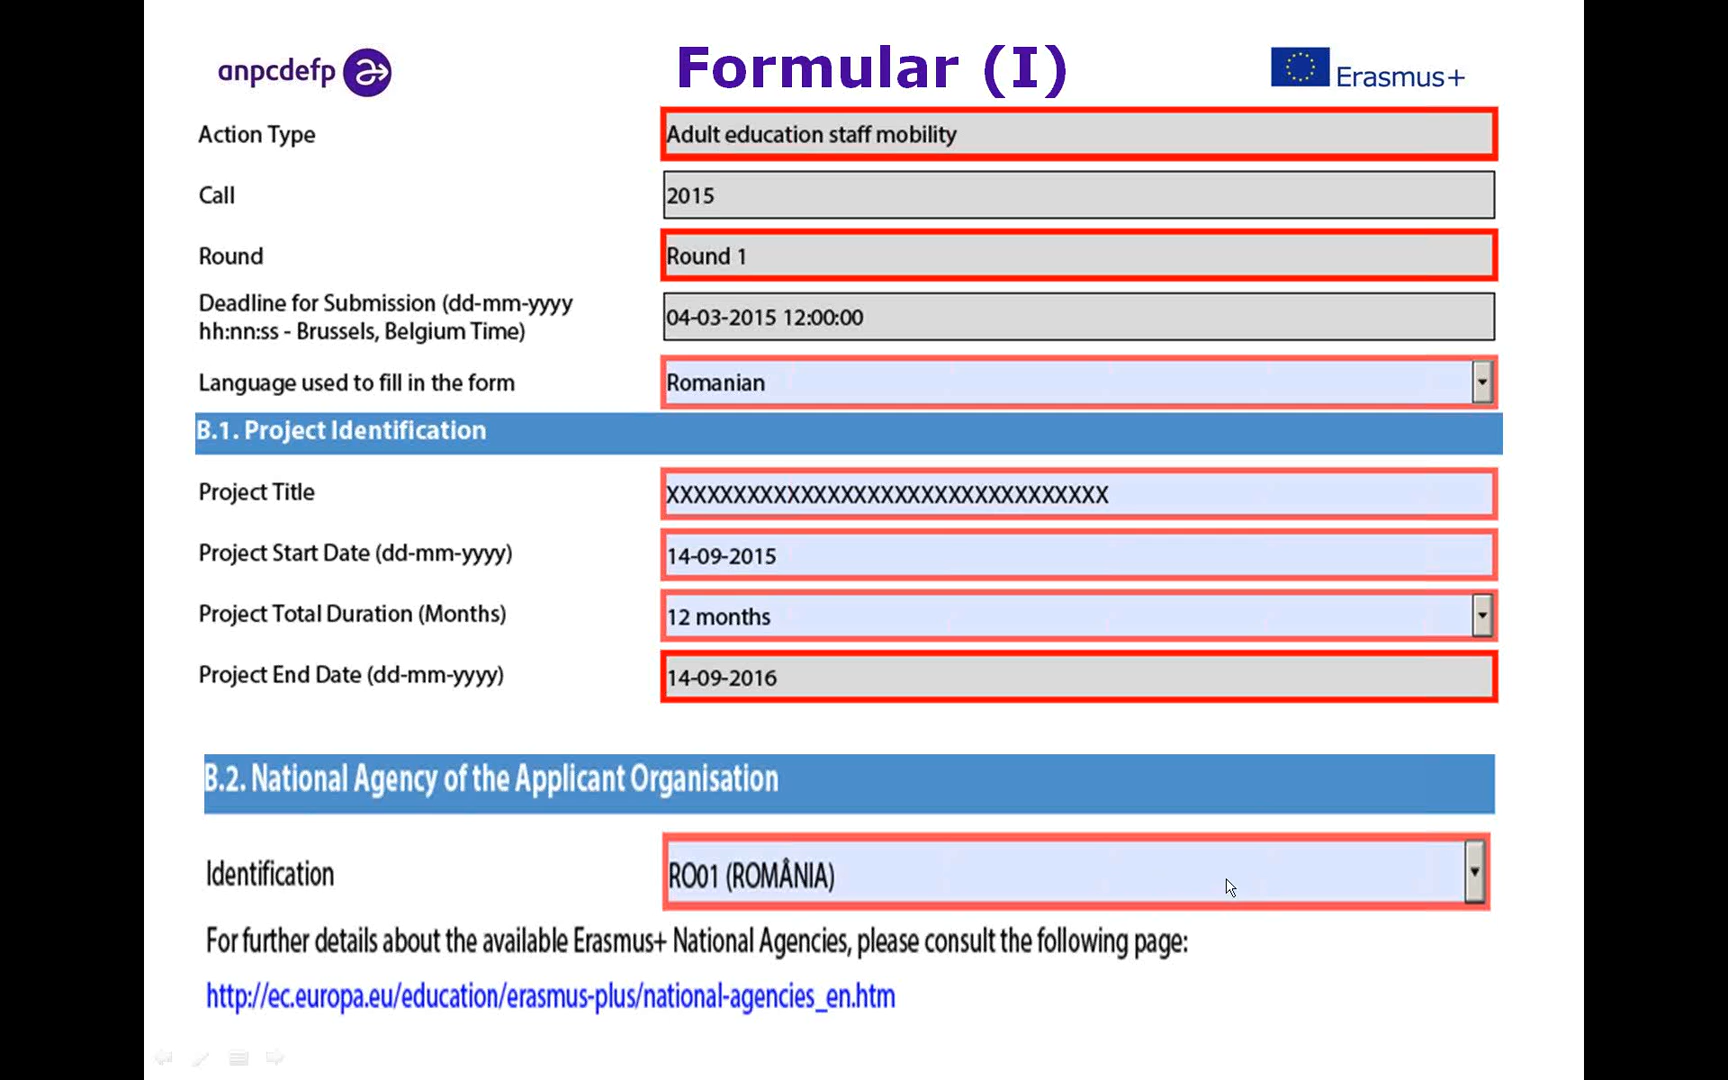 anpcdefp
Formular (I)
Erasmus+
Action Type
Adult education staff mobility
Call
2015
Round
Round 1
Deadline for Submission (dd-mm-yyyy
hh:nn:ss - Brussels, Belgium Time)
04-03-2015 12:00:00
Language used to fill in the form
Romanian
B.1. Project Identification
Project Title
XXXXXXXXXXXXXXXXXXXXXXXXXXXXXXXXX
Project Start Date (dd-mm-yyyy)
14-09-2015
Project Total Duration (Months)
12 months
Project End Date (dd-mm-yyyy)
14-09-2016
B.2. National Agency of the Applicant Organisation
Identification
RO01 (ROMÂNIA)
For further details about the available Erasmus+ National Agencies, please consult the following page:
http://ec.europa.eu/education/erasmus-plus/national-agencies_en.htm